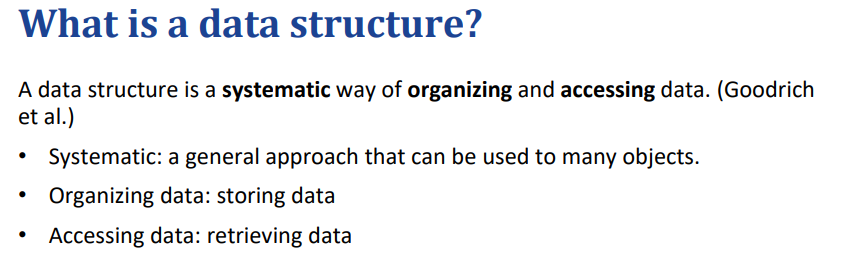 What is a data structure?
A data structure is a systematic way of organizing and accessing data. (Goodrich
et al.)
• Systematic: a general approach that can be used to many objects.
• Organizing data: storing data
• Accessing data: retrieving data